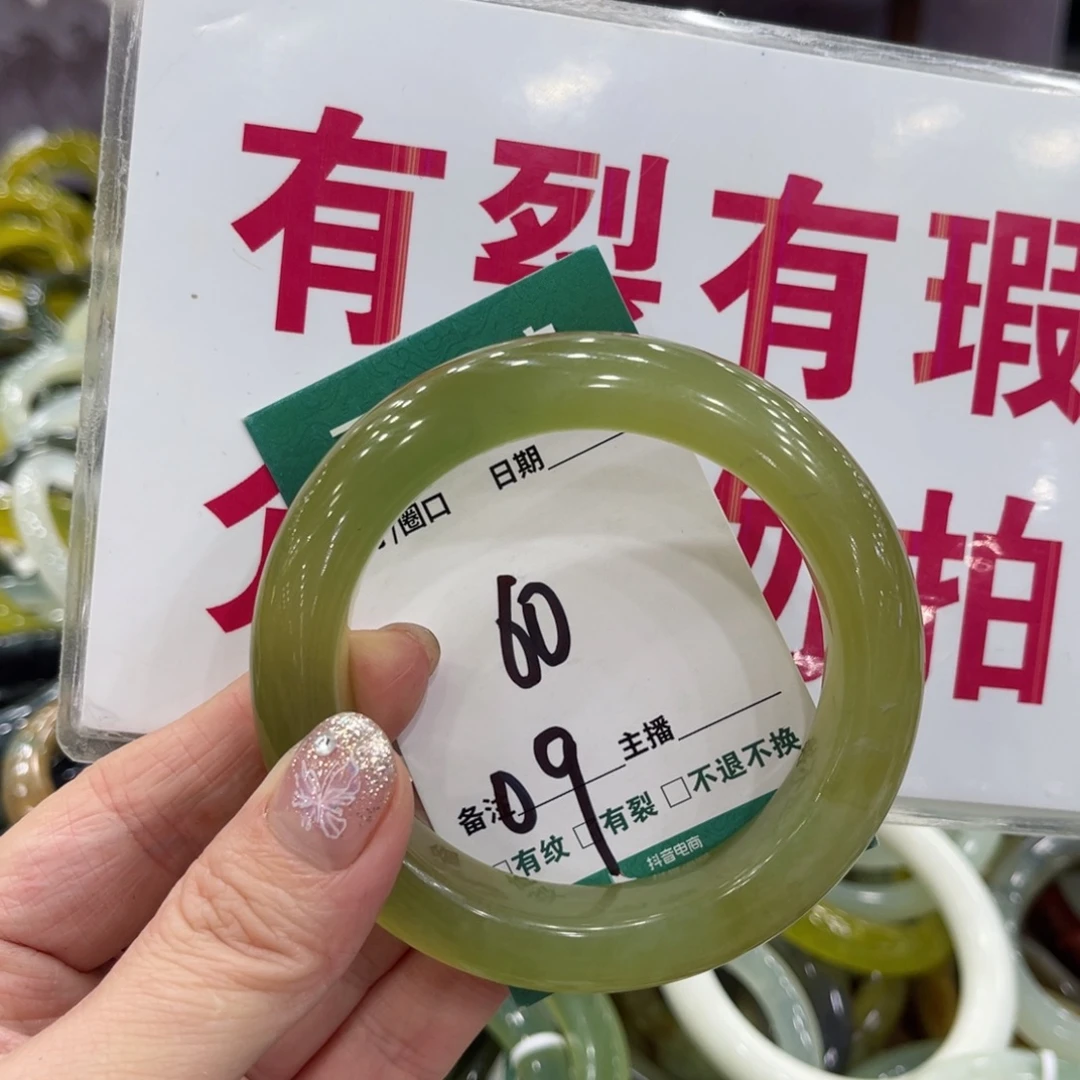 有裂有瑕
勿拍
日期
/圈口
60
主播
备注
09
有纹 □有裂 □不退不换
抖音电商